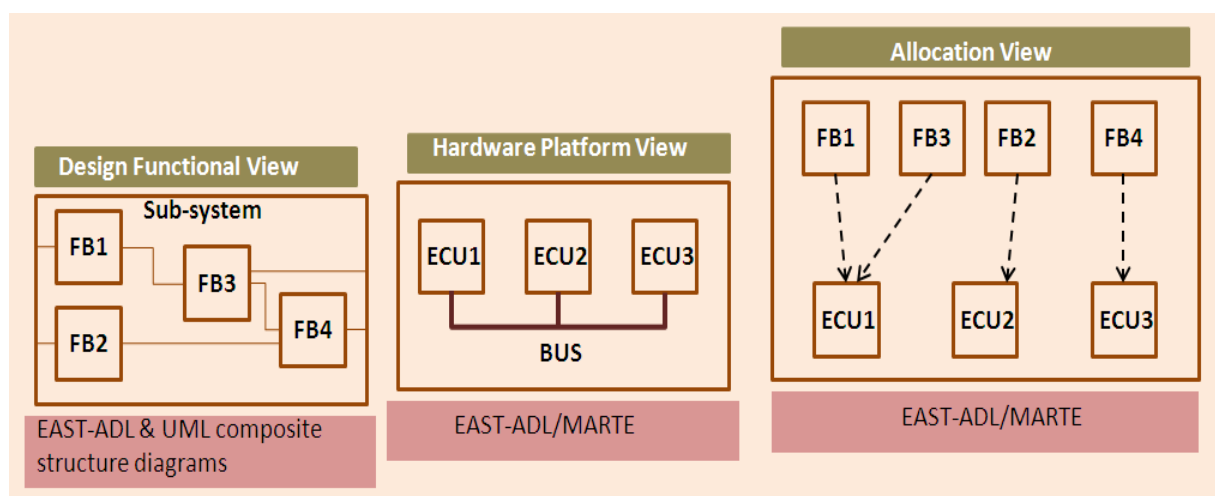 Design Functional View
Sub-system
FB1
FB3
FB2
FB4
EAST-ADL & UML composite
structure diagrams
Hardware Platform View
ECU1 ECU2 ECU3
BUS
EAST-ADL/MARTE
Allocation View
FB1 FB3 FB2 FB4
ECU1 ECU2 ECU3
EAST-ADL/MARTE